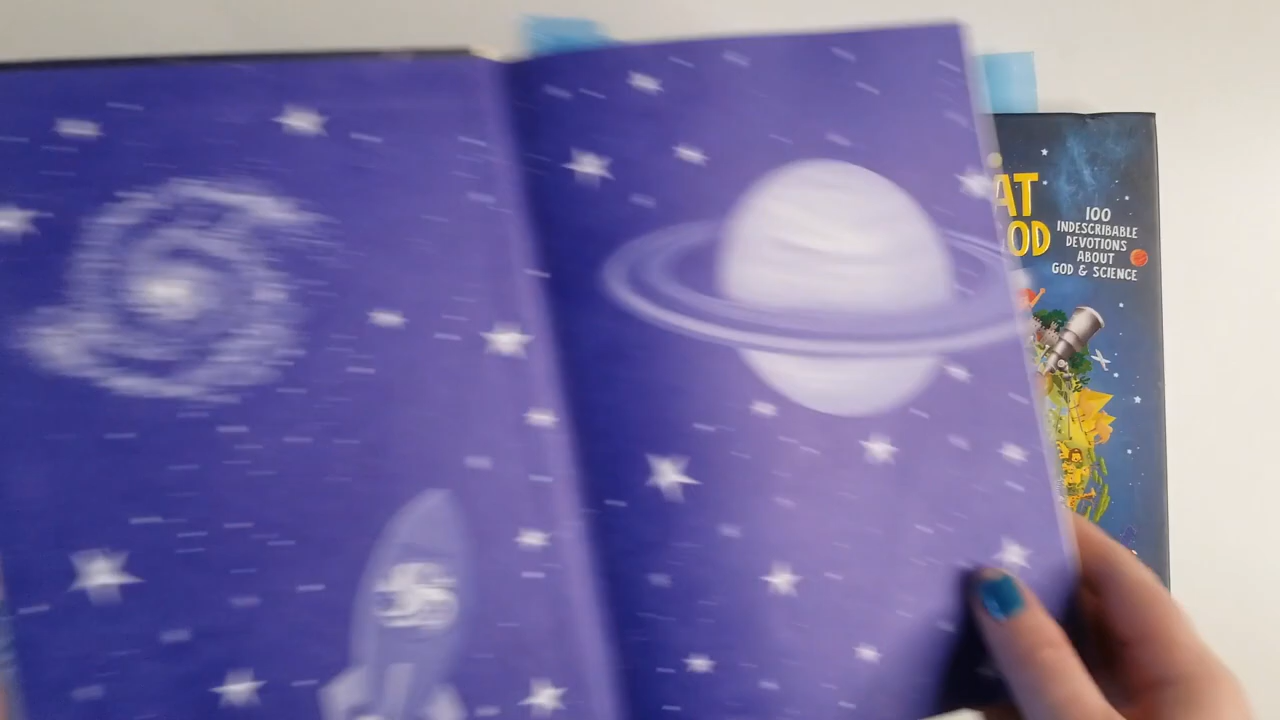 AT
OD
100
INDESCRIBABLE
DEVOTIONS
ABOUT
GOD & SCIENCE